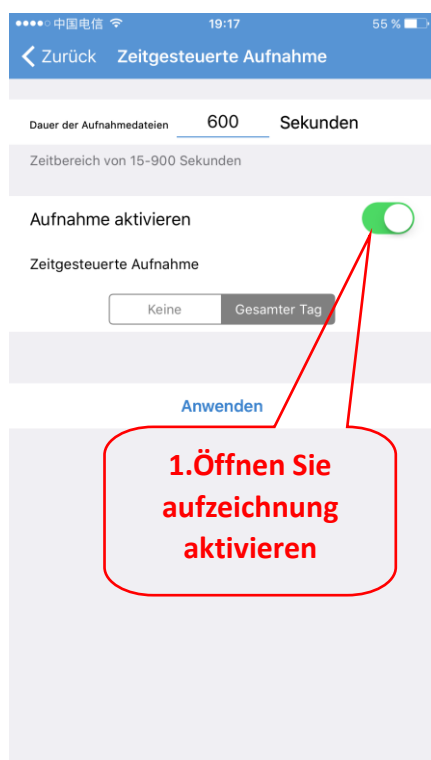 中国电信 19:17 55 %
Zurück Zeitgesteuerte Aufnahme
Dauer der Aufnahmedateien 600 Sekunden
Zeitbereich von 15-900 Sekunden
Aufnahme aktivieren
Zeitgesteuerte Aufnahme
Keine Gesamter Tag
Anwenden
1.Öffnen Sie
aufzeichnung
aktivieren